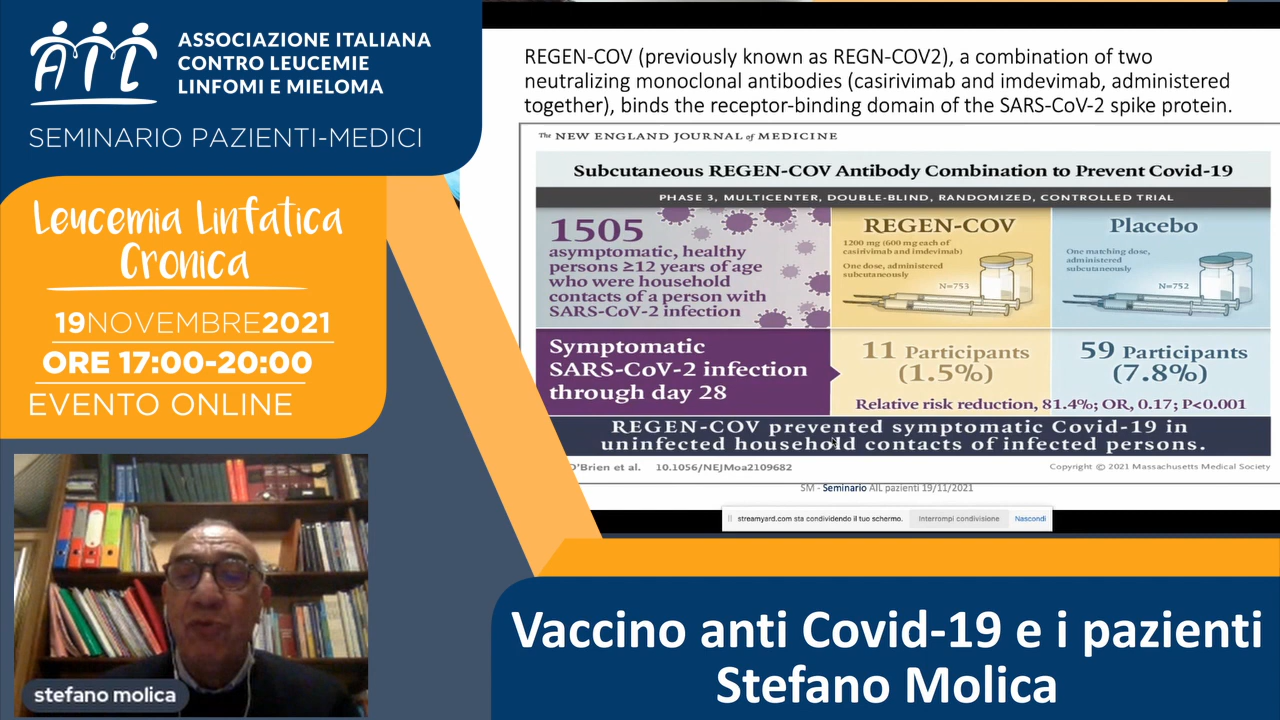 AIL
ASSOCIAZIONE ITALIANA
CONTRO LEUCEMIE
LINFOMI E MIELOMA
SEMINARIO PAZIENTI-MEDICI
Leucemia Linfatica
Cronica
19NOVEMBRE2021
ORE 17:00-20:00
EVENTO ONLINE
REGEN-COV (previously known as REGN-COV2), a combination of two
neutralizing monoclonal antibodies (casirivimab and imdevimab, administered
together), binds the receptor-binding domain of the SARS-CoV-2 spike protein.
The NEW ENGLAND JOURNAL of MEDICINE
Subcutaneous REGEN-COV Antibody Combination to Prevent Covid-19
PHASE 3, MULTICENTER, DOUBLE-BLIND, RANDOMIZED, CONTROLLED TRIAL
1505
asymptomatic, healthy
persons ≥12 years of age
who were household
contacts of a person with
SARS-CoV-2 infection
REGEN-COV
1200 mg (600 mg each of
casirivimab and imdevimab)
One dose, administered
subcutaneously
N=753
Placebo
One matching dose,
administered
subcutaneously
N=752
Symptomatic
SARS-CoV-2 infection
through day 28
11 Participants
(1.5%)
59 Participants
(7.8%)
Relative risk reduction, 81.4%; OR, 0.17; P<0.001
REGEN-COV prevented symptomatic Covid-19 in
uninfected household contacts of infected persons.
O'Brien et al. 10.1056/NEJMoa2109682
Copyright © 2021 Massachusetts Medical Society
SM - Seminario AIL pazienti 19/11/2021
streamyard.com sta condividendo il tuo schermo.
Interrompi condivisione
Nascondi
stefano molica
Vaccino anti Covid-19 e i pazienti
Stefano Molica